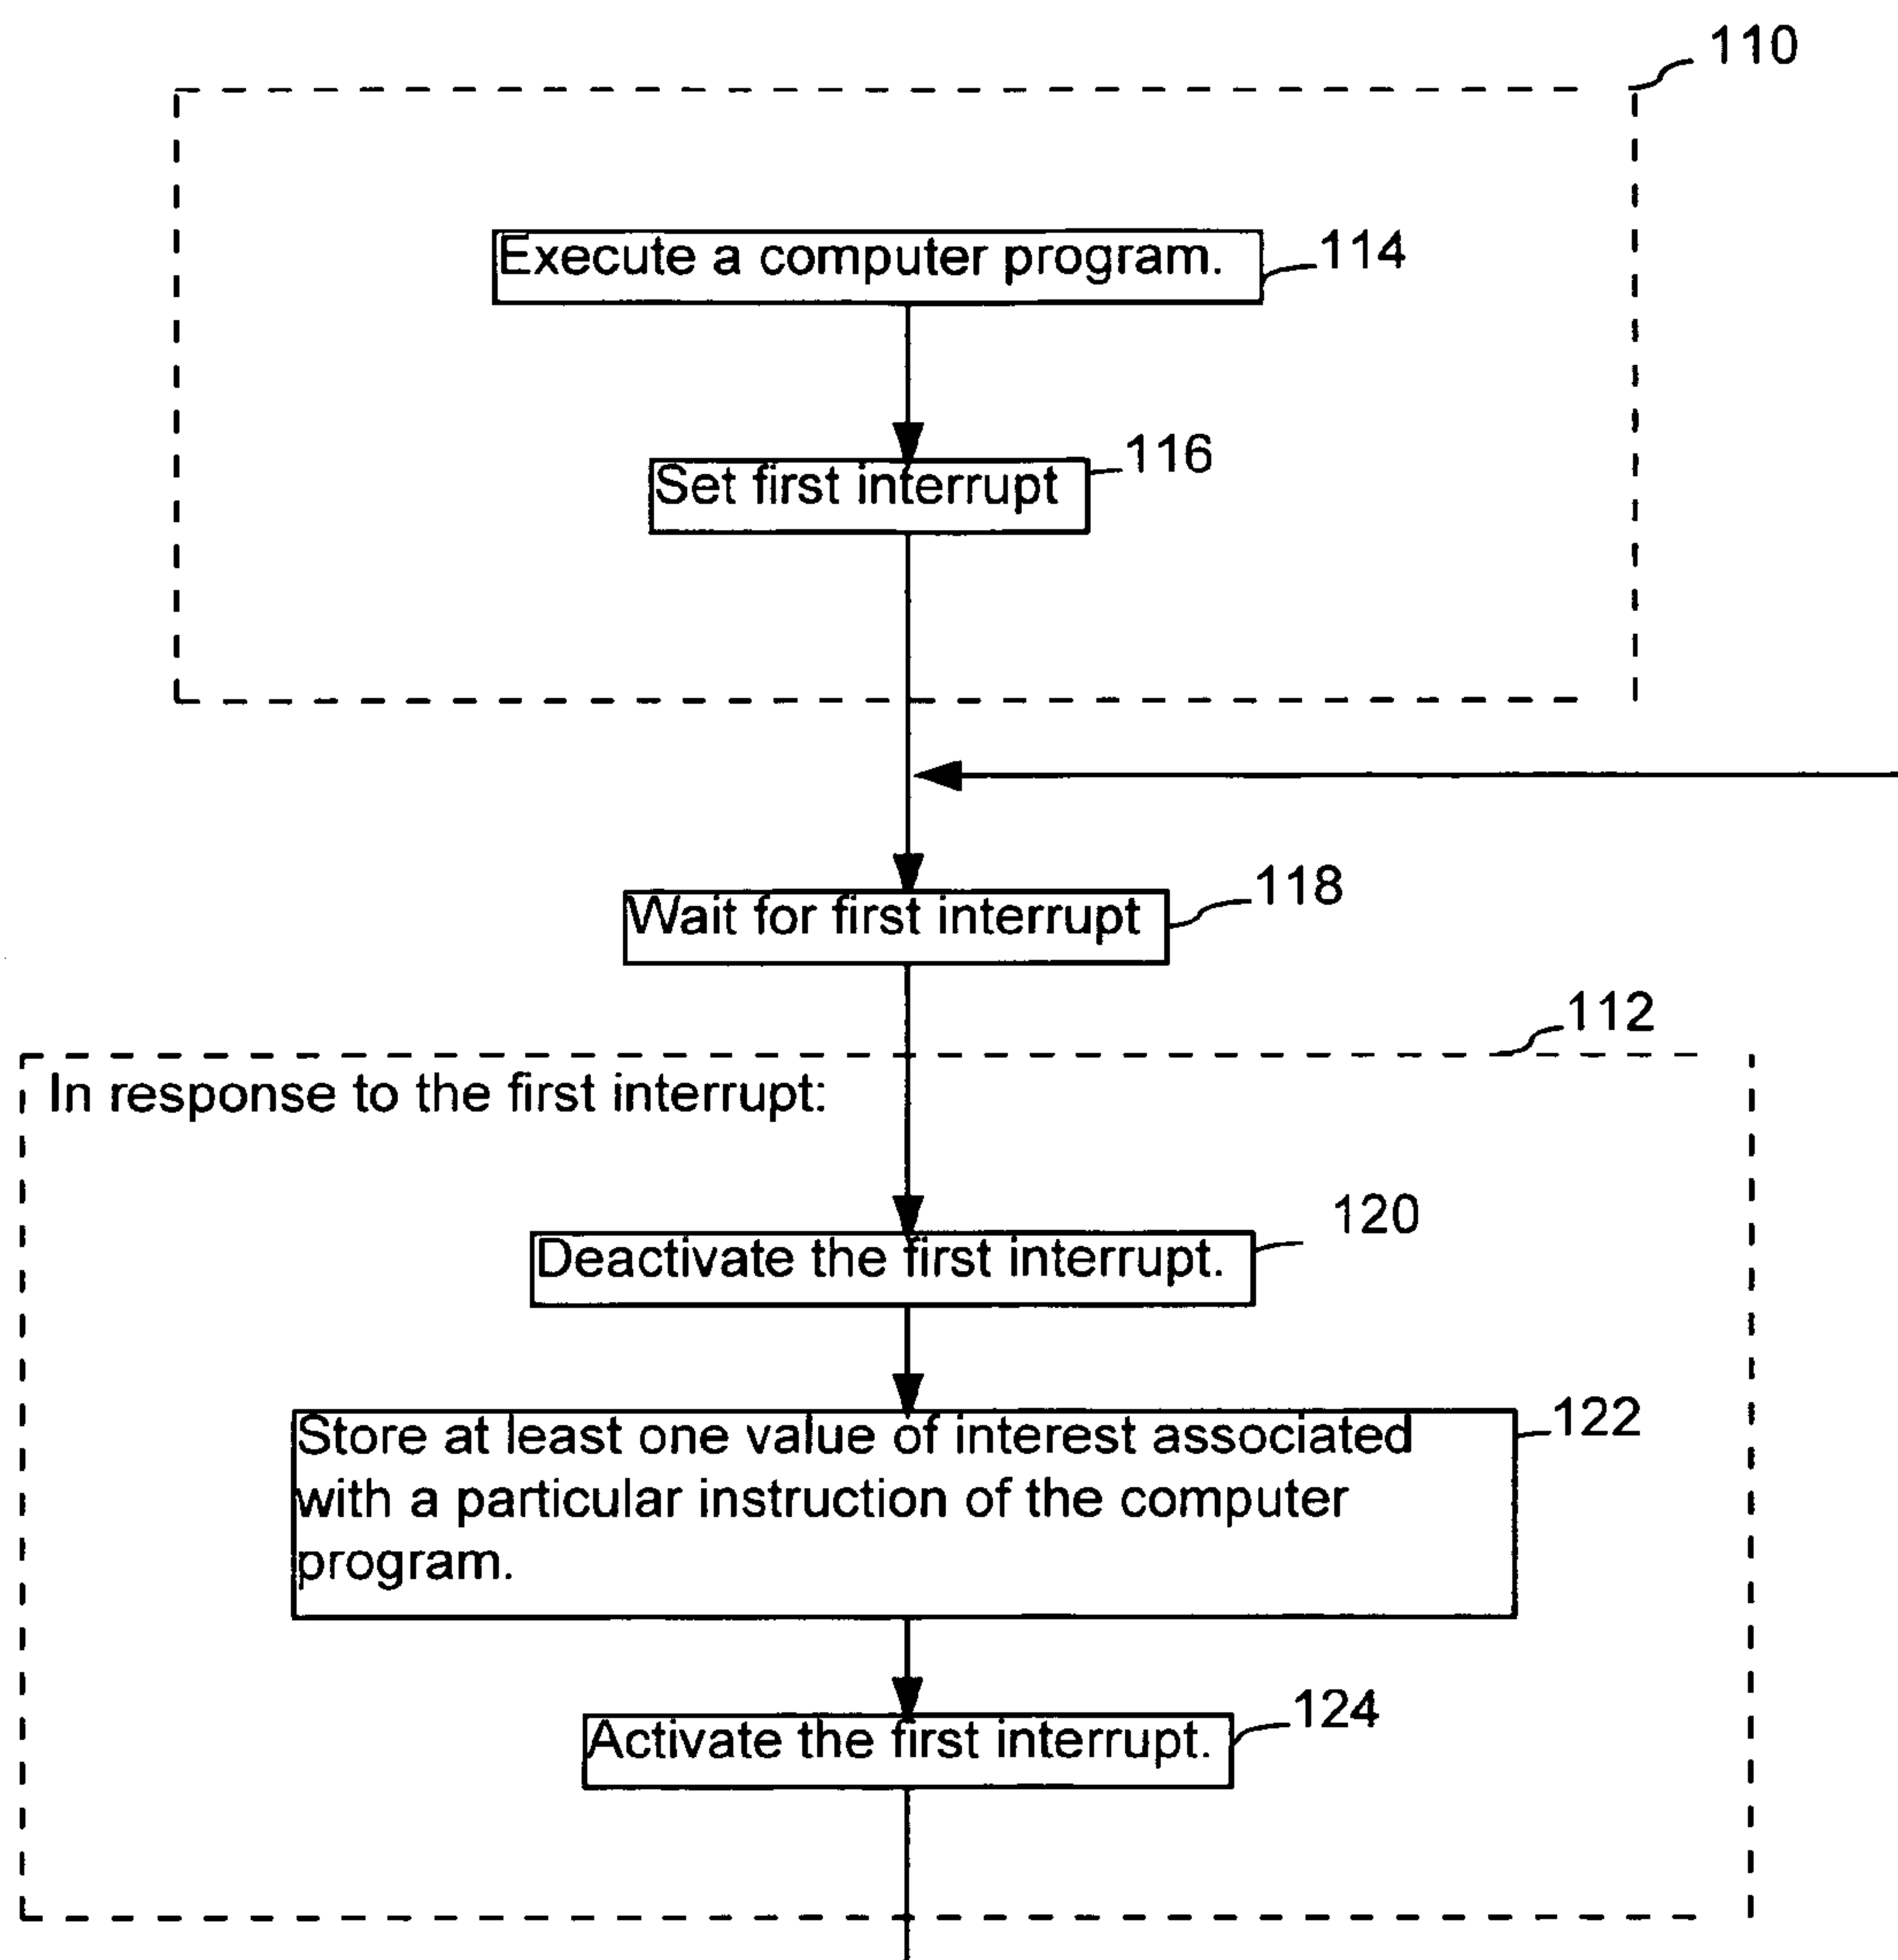 110
Execute a computer program.
114
Set first interrupt
116
Wait for first interrupt
118
112
In response to the first interrupt:
120
Deactivate the first interrupt.
Store at least one value of interest associated
122
with a particular instruction of the computer
program.
Activate the first interrupt.
124